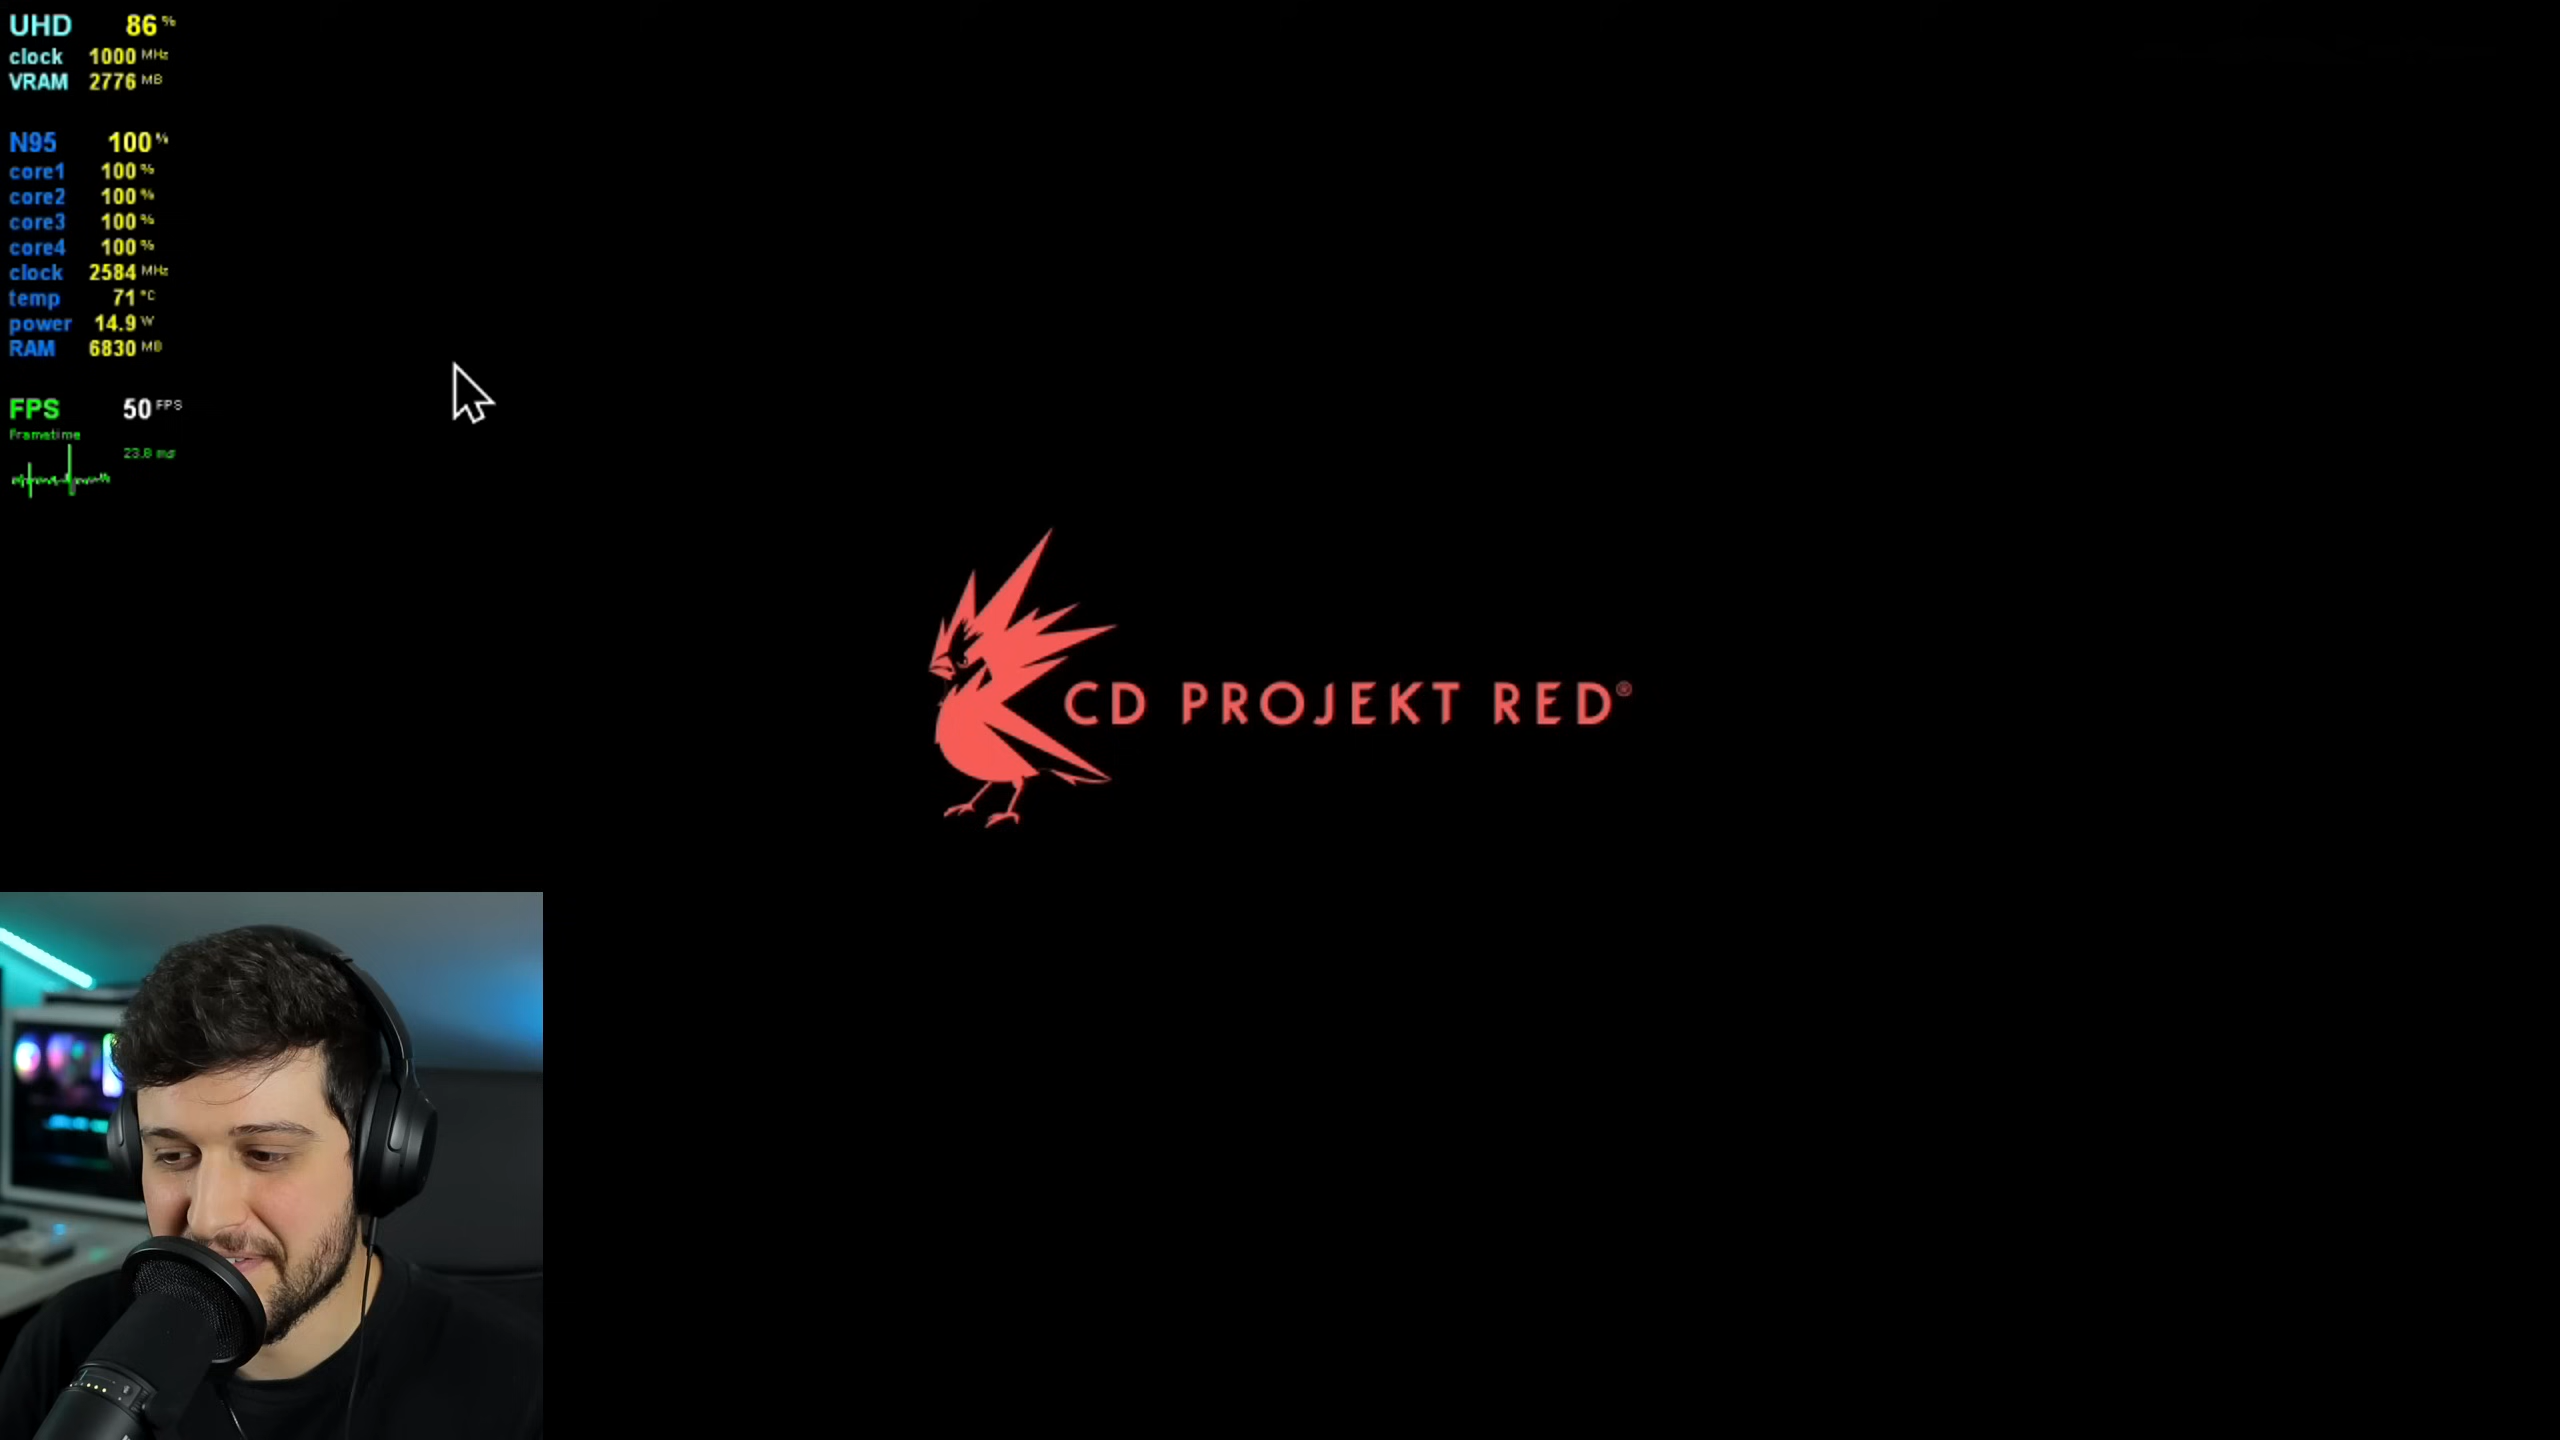 UHD 86 %
clock 1000 MHz
VRAM 2776 MB
N95 100 %
core1 100 %
core2 100 %
core3 100 %
core4 100 %
clock 2584 MHz
temp 71 °C
power 14.9 W
RAM 6830 MB
FPS 50 FPS
Frametime
23.8 ms
CD PROJEKT RED®